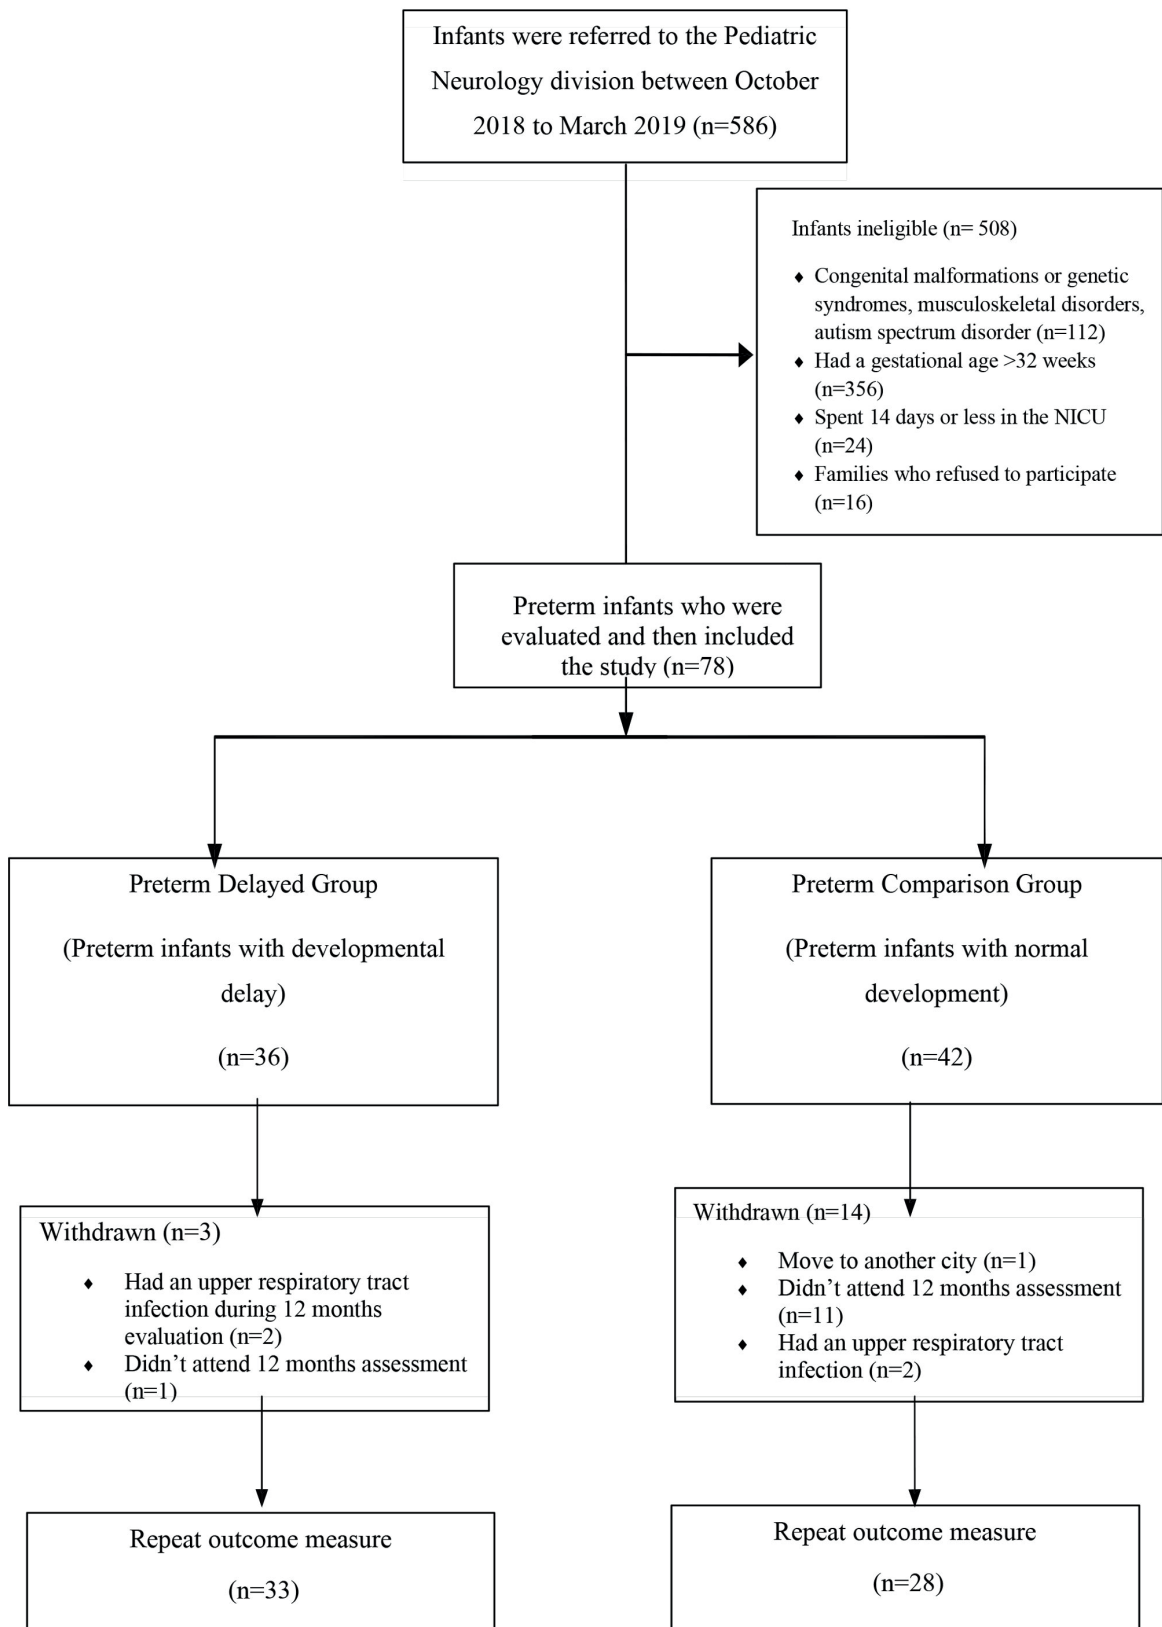 Infants were referred to the Pediatric
Neurology division between October
2018 to March 2019 (n=586)
Infants ineligible (n= 508)
♦ Congenital malformations or genetic
syndromes, musculoskeletal disorders,
autism spectrum disorder (n=112)
♦ Had a gestational age >32 weeks
(n=356)
♦ Spent 14 days or less in the NICU
(n=24)
♦ Families who refused to participate
(n=16)
Preterm infants who were
evaluated and then included
the study (n=78)
Preterm Delayed Group
(Preterm infants with developmental
delay)
(n=36)
Preterm Comparison Group
(Preterm infants with normal
development)
(n=42)
Withdrawn (n=3)
♦ Had an upper respiratory tract
infection during 12 months
evaluation (n=2)
♦ Didn’t attend 12 months assessment
(n=1)
Withdrawn (n=14)
♦ Move to another city (n=1)
♦ Didn’t attend 12 months assessment
(n=11)
♦ Had an upper respiratory tract
infection (n=2)
Repeat outcome measure
(n=33)
Repeat outcome measure
(n=28)